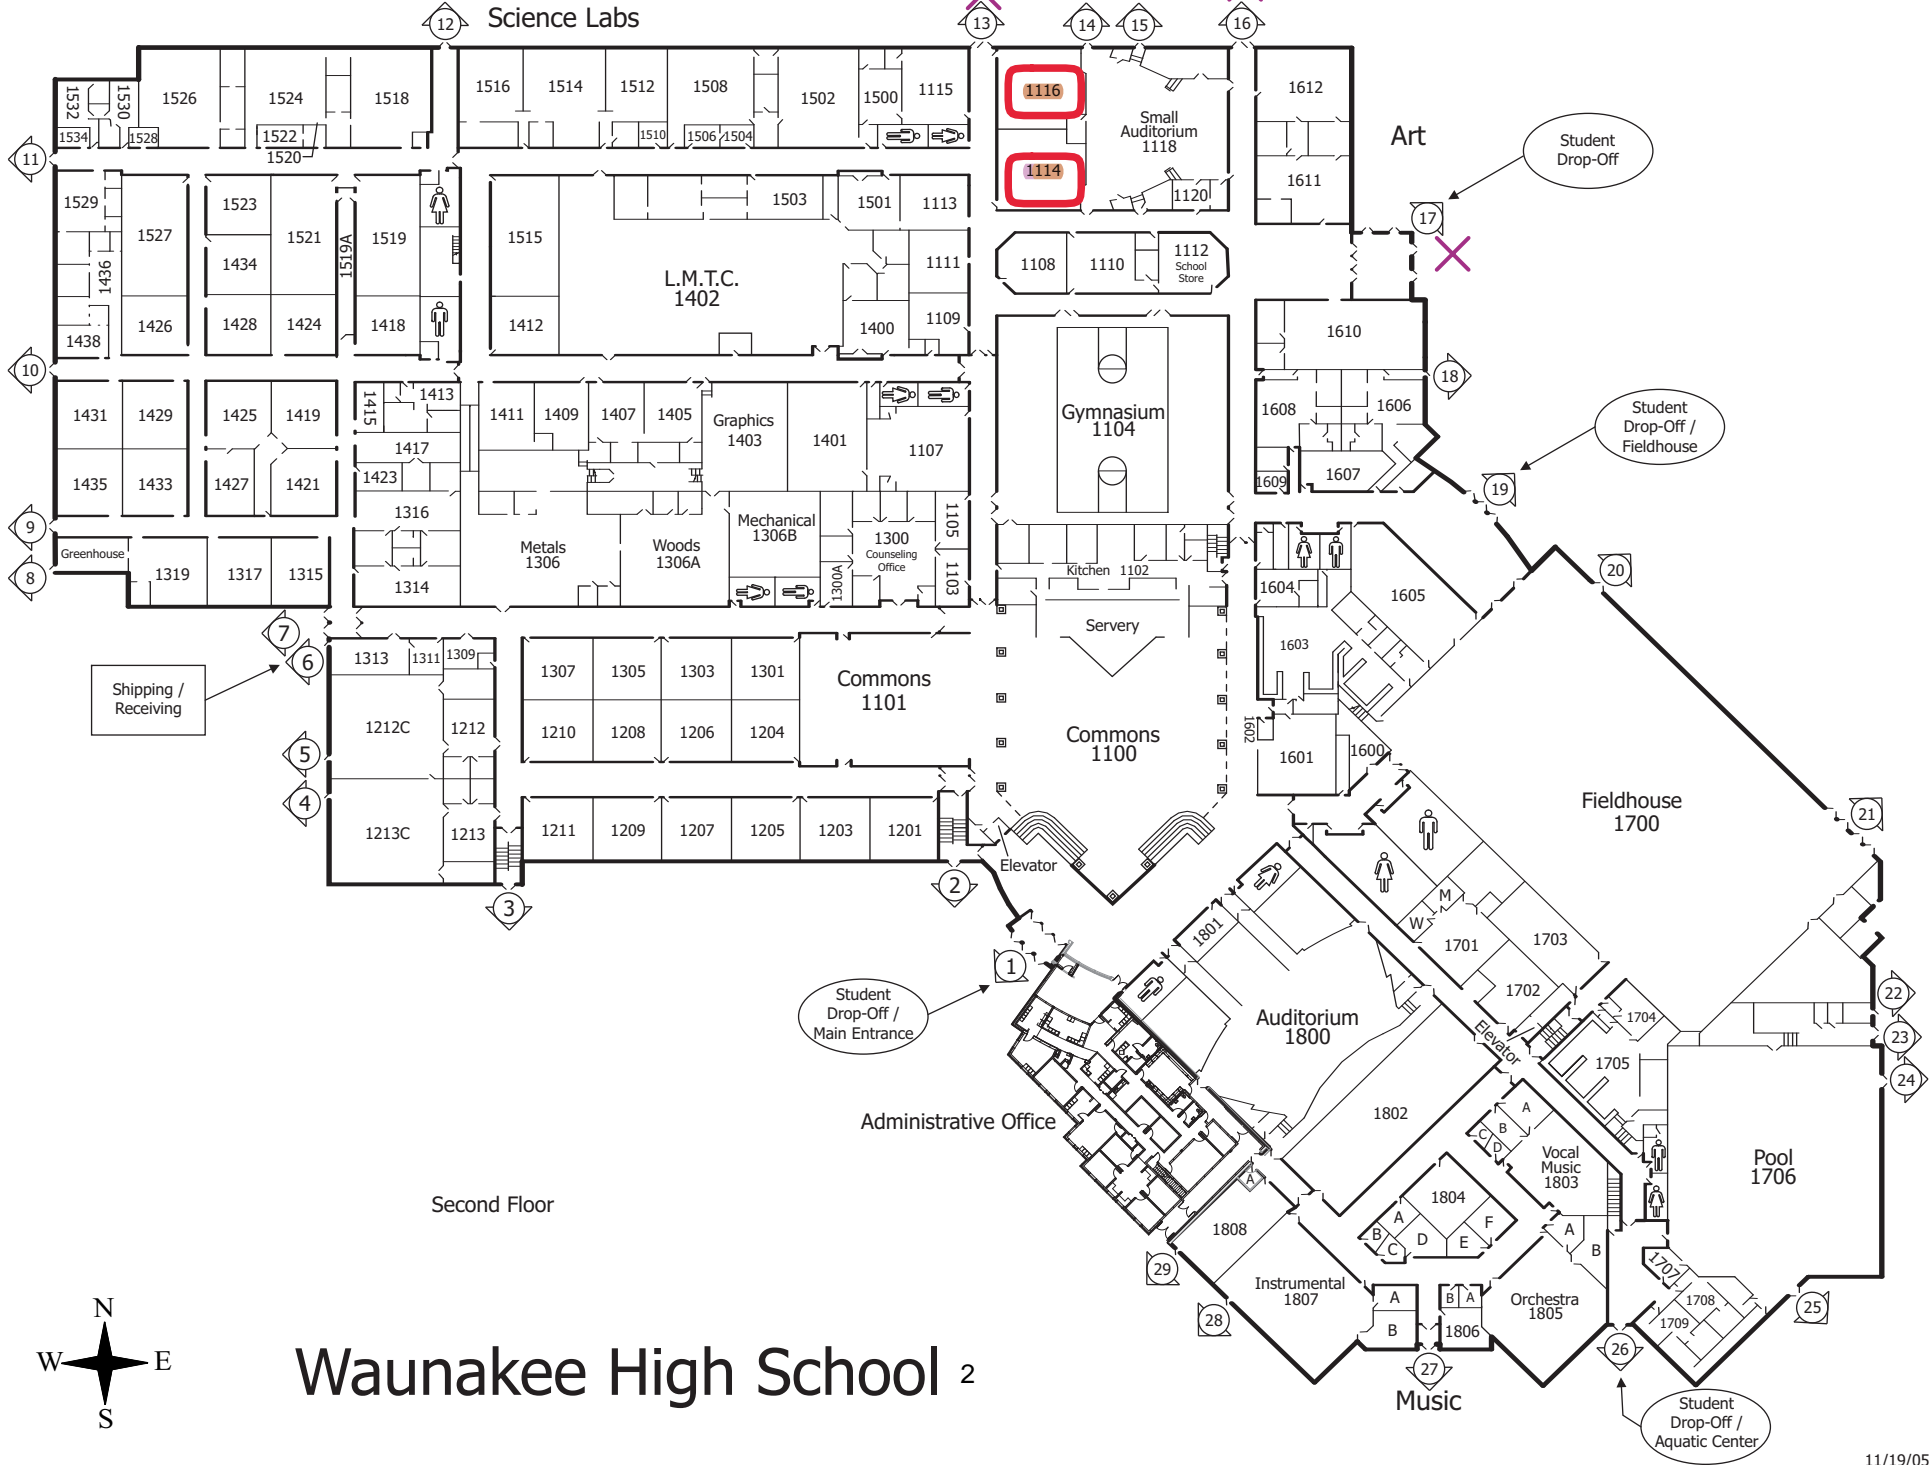 Science Labs
12
13
14
15
16
1532
1530
1526
1524
1518
1516
1514
1512
1508
1502
1500
1115
1116
Small
Auditorium
1118
1612
Art
Student
Drop-Off
1534
1528
1522
1520
1510
1506
1504
11
1114
1120
1611
17
1529
1527
1523
1521
1519A
1519
1515
1503
1501
1113
1436
1434
L.M.T.C.
1402
1111
1108
1110
1112
School
Store
1438
1426
1428
1424
1418
1412
1400
1109
1610
10
18
1431
1429
1425
1419
1415
1413
1411
1409
1407
1405
Graphics
1403
1401
1107
Gymnasium
1104
1608
1606
Student
Drop-Off /
Fieldhouse
1435
1433
1427
1421
1417
1423
1607
1609
19
9
1316
Metals
1306
Woods
1306A
Mechanical
1306B
1300
Counseling
Office
1105
Greenhouse
8
1319
1317
1315
1314
1300A
1103
Kitchen 1102
1604
1605
20
Servery
7
6
1313
1311
1309
1307
1305
1303
1301
Commons
1101
1603
Shipping /
Receiving
1212C
1212
1210
1208
1206
1204
Commons
1100
1602
1601
1600
5
4
1213C
1213
1211
1209
1207
1205
1203
1201
Fieldhouse
1700
21
Elevator
3
2
M
W
1801
1701
1703
1
Student
Drop-Off /
Main Entrance
Auditorium
1800
1702
Elevator
1704
1705
22
23
24
Administrative Office
1802
A
B
C
D
Vocal
Music
1803
Pool
1706
A
Second Floor
1808
1804
A
B
C
D
E
F
A
B
29
Instrumental
1807
A
B
B
A
1806
Orchestra
1805
1707
1708
1709
25
28
27
26
Music
Student
Drop-Off /
Aquatic Center
N
W
E
S
Waunakee High School 2
11/19/05